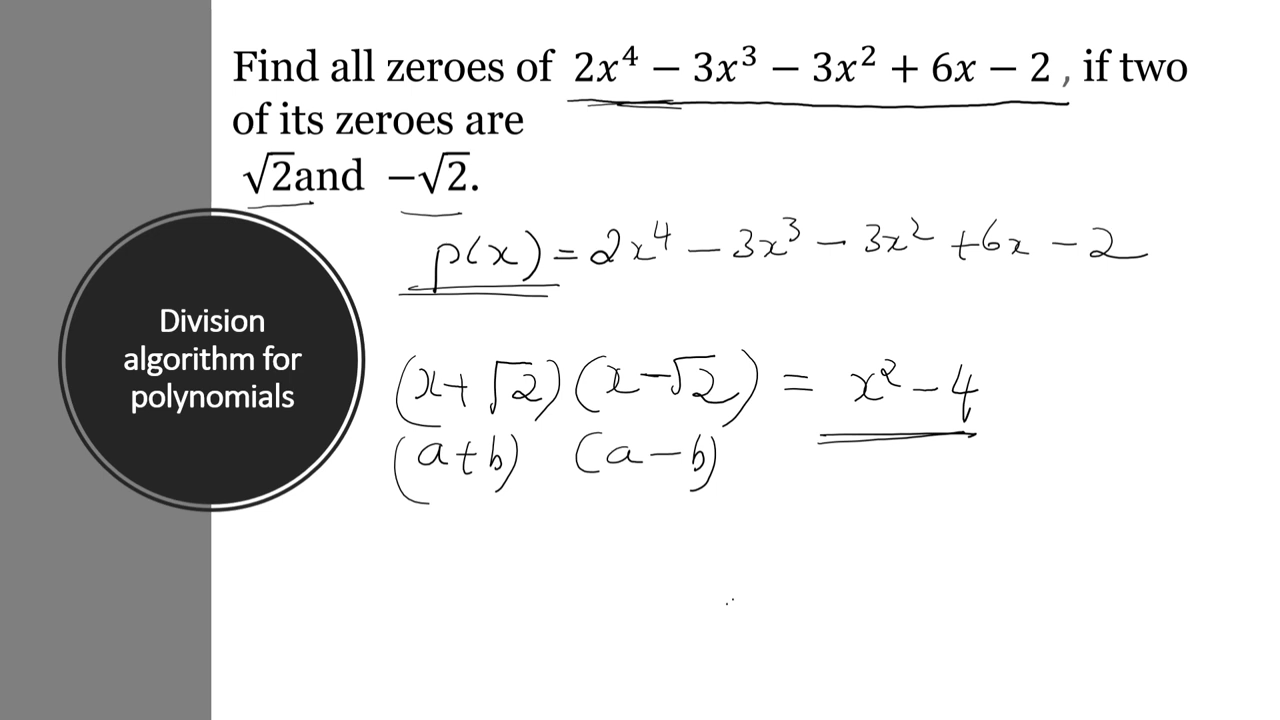 Find all zeroes of 2x⁴ − 3x³ − 3x² + 6x − 2 , if two
of its zeroes are
√2and −√2.
p(x) = 2x⁴ − 3x³ − 3x² + 6x − 2
Division
algorithm for
polynomials
(x + √2) (x − √2) = x² − 4
(a + b) (a − b)